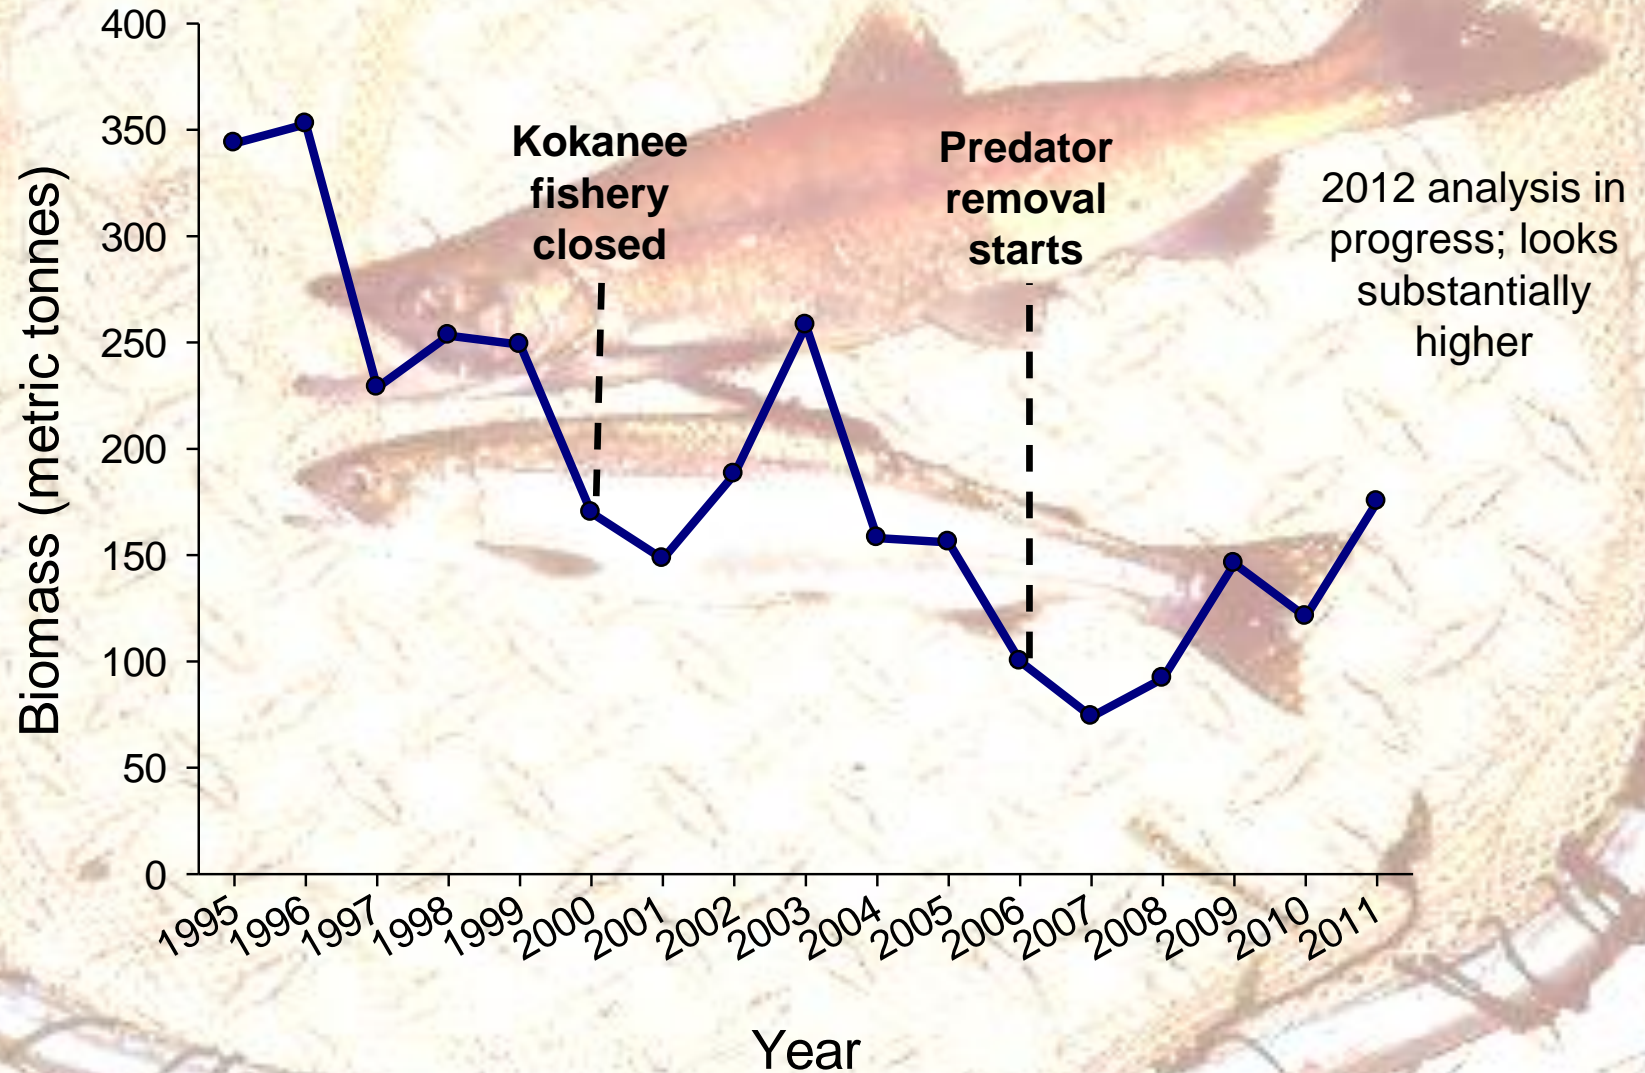 400
350
300
250
200
150
100
50
0
Biomass (metric tonnes)
Kokanee
fishery
closed
Predator
removal
starts
2012 analysis in
progress; looks
substantially
higher
1995
1996
1997
1998
1999
2000
2001
2002
2003
2004
2005
2006
2007
2008
2009
2010
2011
Year